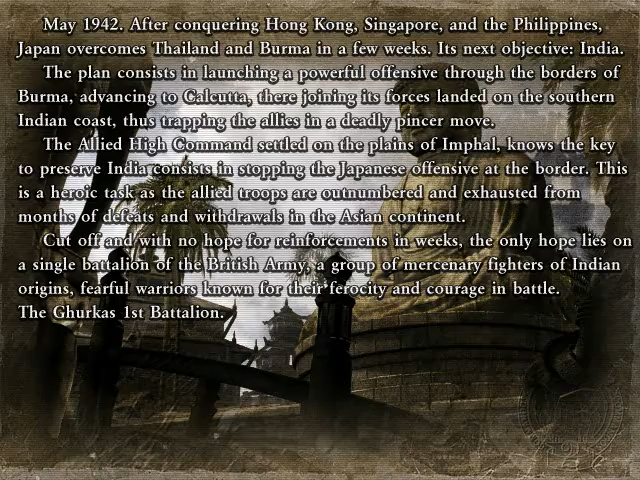 May 1942. After conquering Hong Kong, Singapore, and the Philippines,
Japan overcomes Thailand and Burma in a few weeks. Its next objective: India.
The plan consists in launching a powerful offensive through the borders of
Burma, advancing to Calcutta, there joining its forces landed on the southern
Indian coast, thus trapping the allies in a deadly pincer move.
The Allied High Command settled on the plains of Imphal, knows the key
to preserve India consists in stopping the Japanese offensive at the border. This
is a heroic task as the allied troops are outnumbered and exhausted from
months of defeats and withdrawals in the Asian continent.
Cut off and with no hope for reinforcements in weeks, the only hope lies on
a single battalion of the British Army, a group of mercenary fighters of Indian
origins, fearful warriors known for their ferocity and courage in battle.
The Ghurkas 1st Battalion.